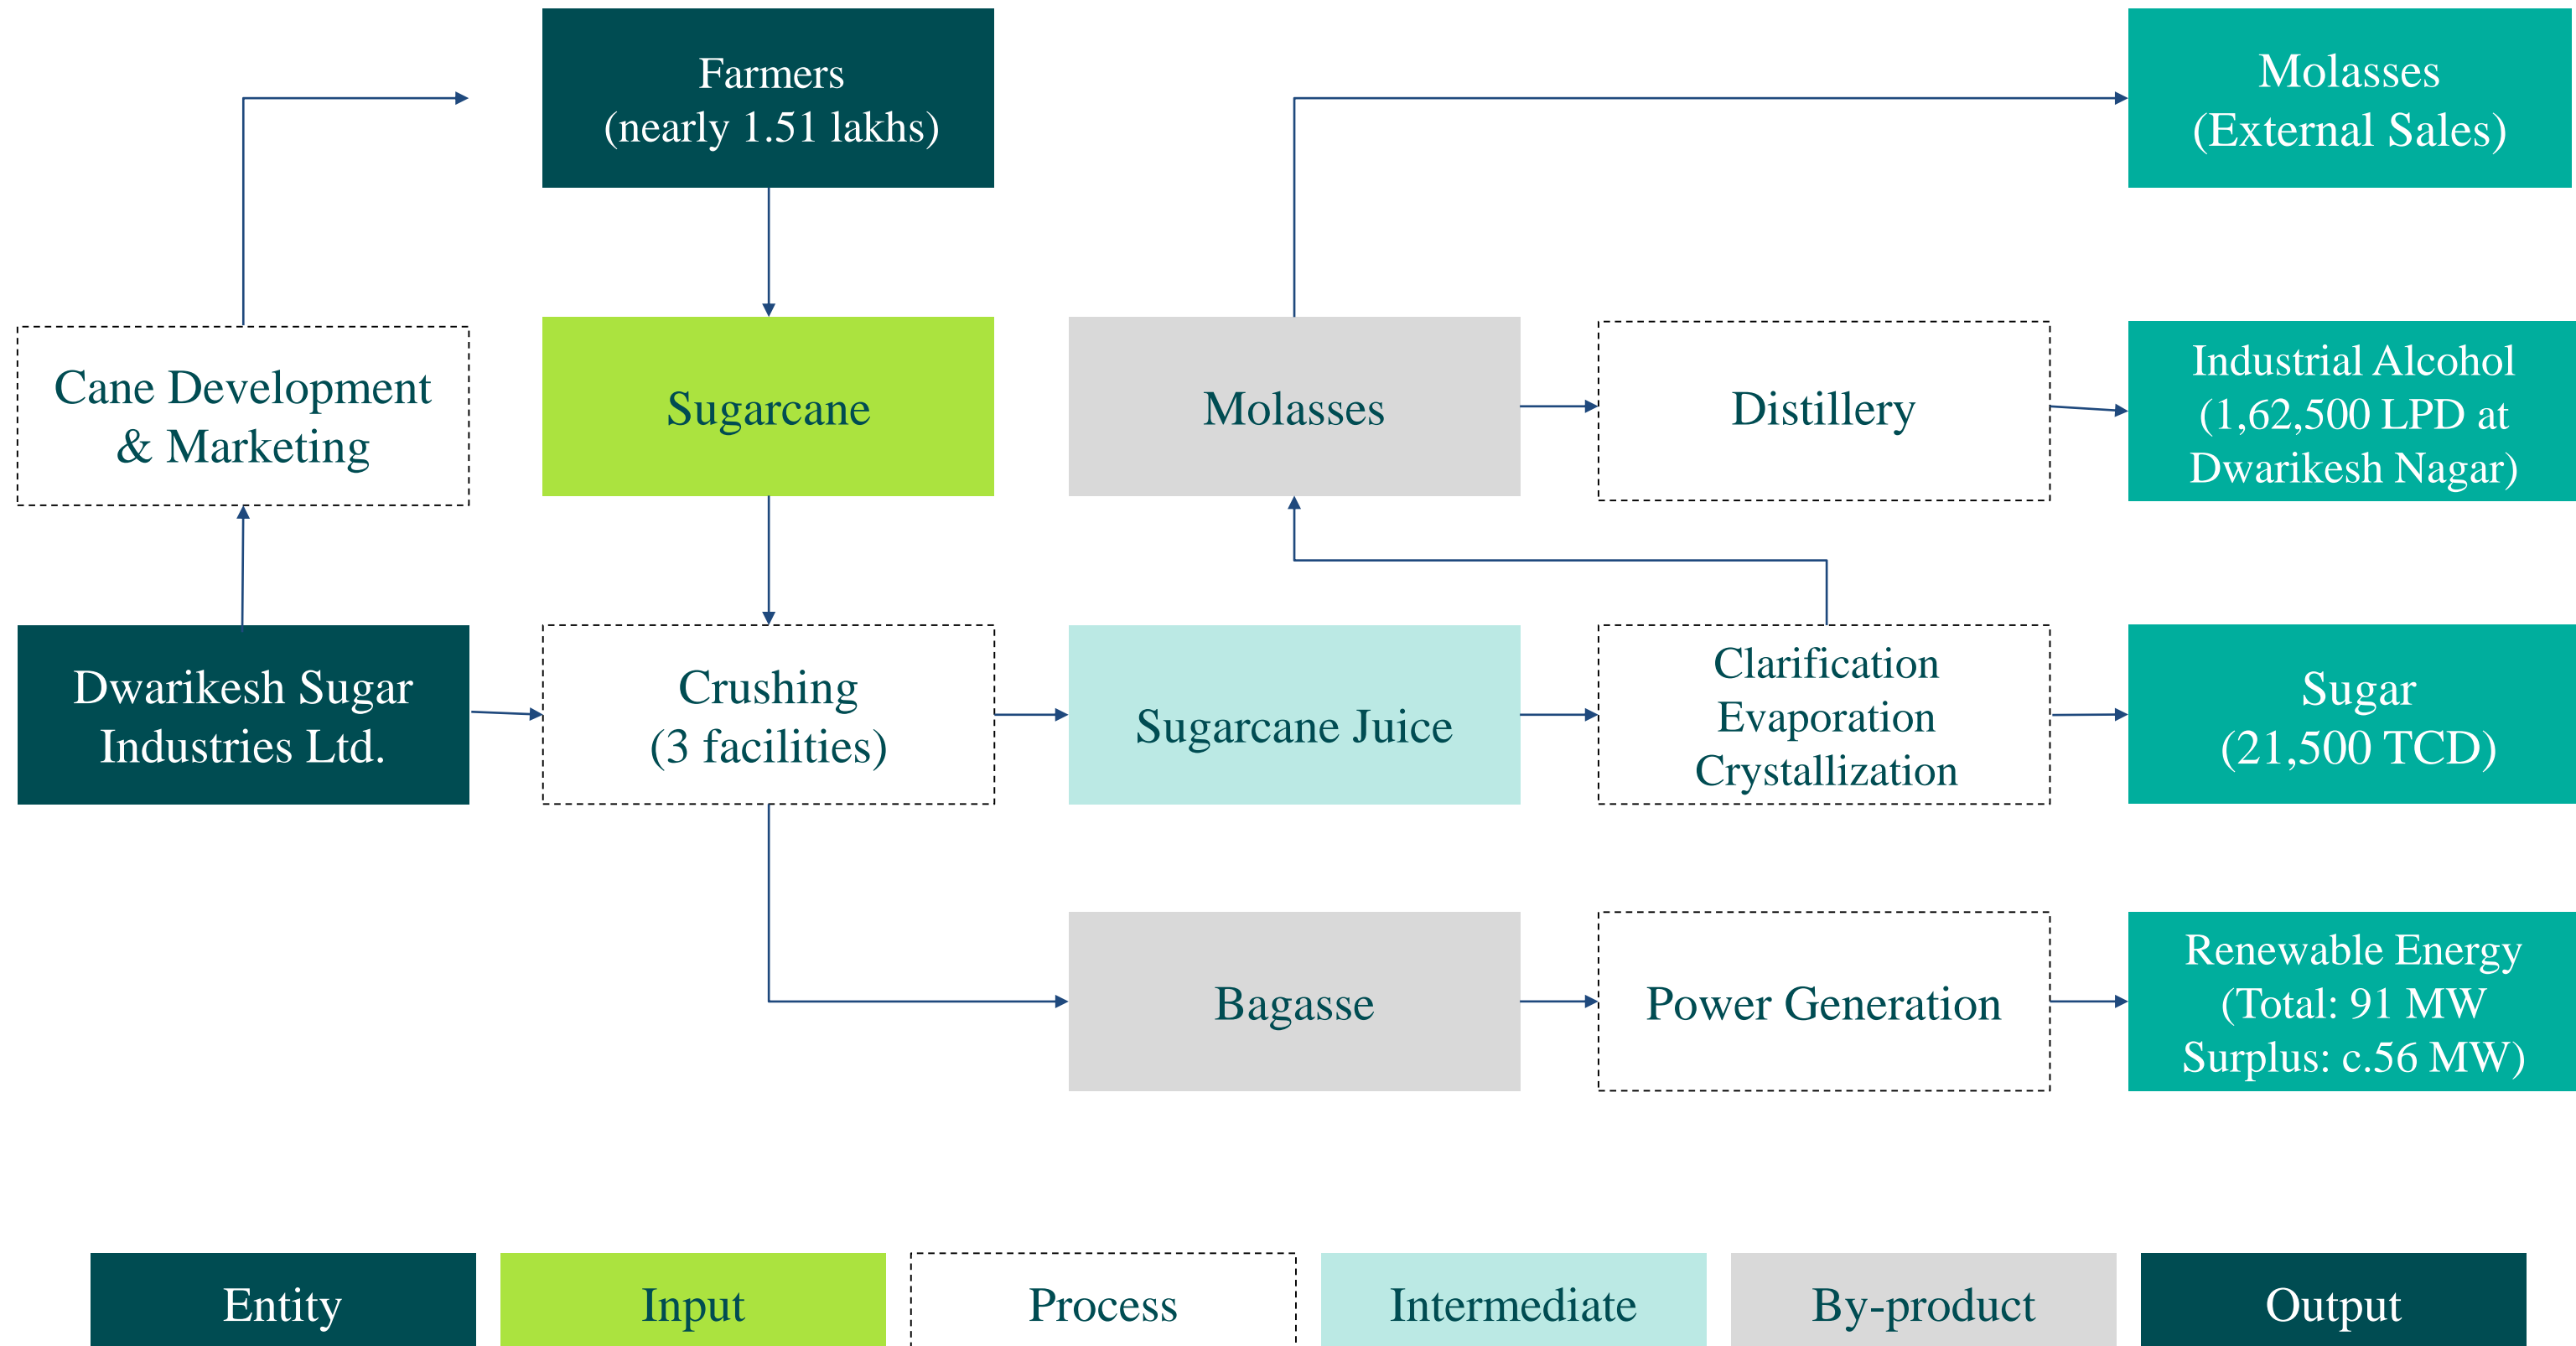 Farmers
(nearly 1.51 lakhs)
Molasses
(External Sales)
Cane Development
& Marketing
Sugarcane
Molasses
Distillery
Industrial Alcohol
(1,62,500 LPD at
Dwarikesh Nagar)
Dwarikesh Sugar
Industries Ltd.
Crushing
(3 facilities)
Sugarcane Juice
Clarification
Evaporation
Crystallization
Sugar
(21,500 TCD)
Bagasse
Power Generation
Renewable Energy
(Total: 91 MW
Surplus: c.56 MW)
Entity
Input
Process
Intermediate
By-product
Output